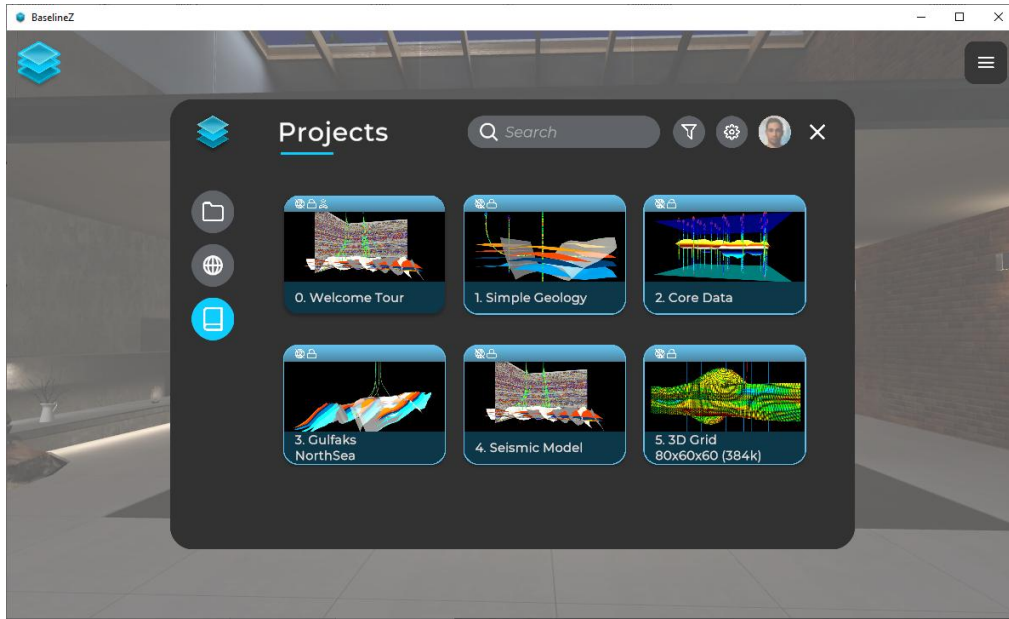 BaselineZ
Projects
Search
0. Welcome Tour
1. Simple Geology
2. Core Data
3. Gulfaks
NorthSea
4. Seismic Model
5. 3D Grid
80x60x60 (384k)